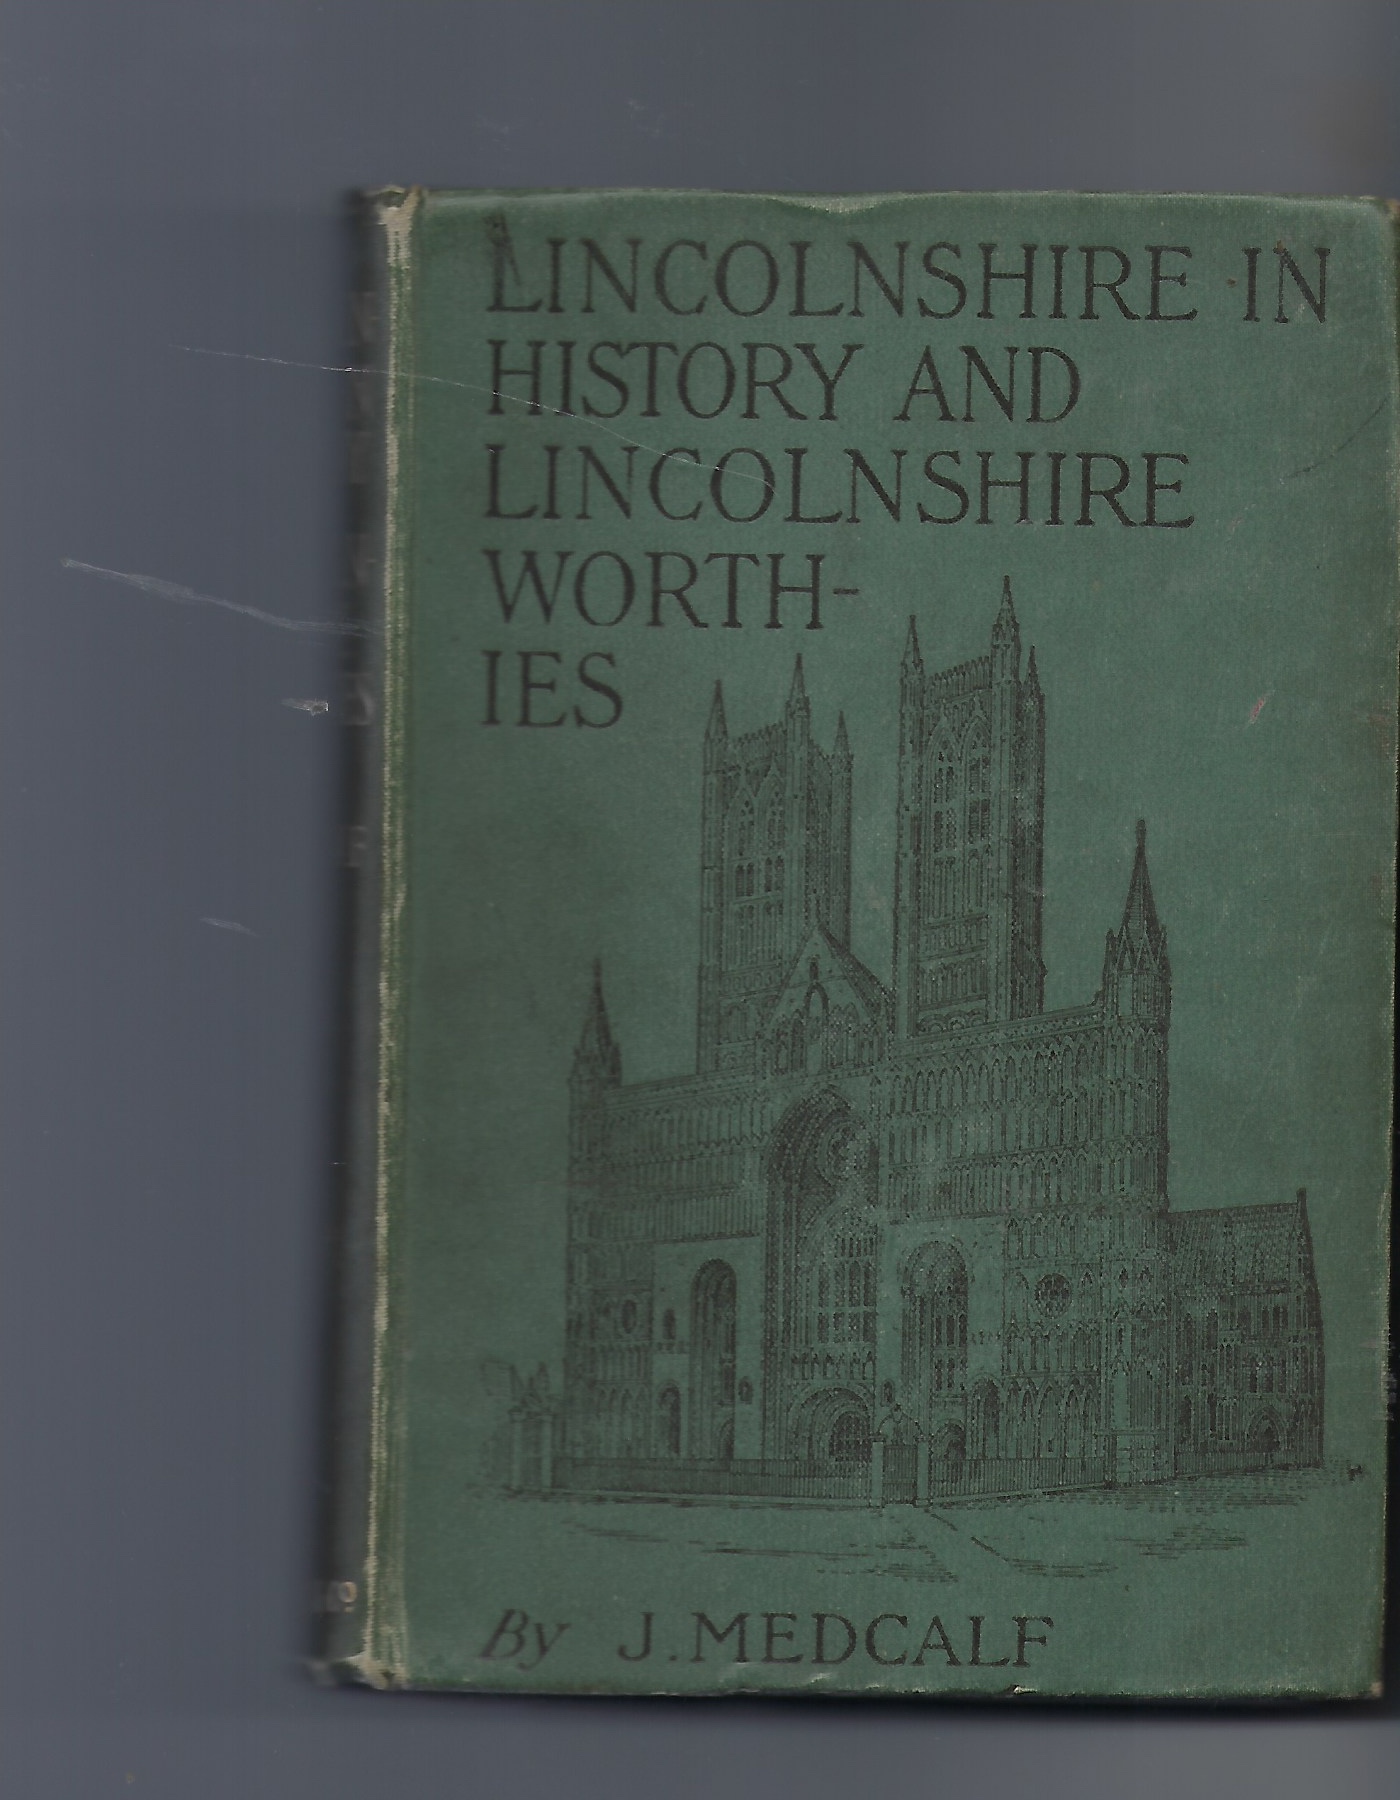 LINCOLNSHIRE IN
HISTORY AND
LINCOLNSHIRE
WORTH-
IES
By J. MEDCALF